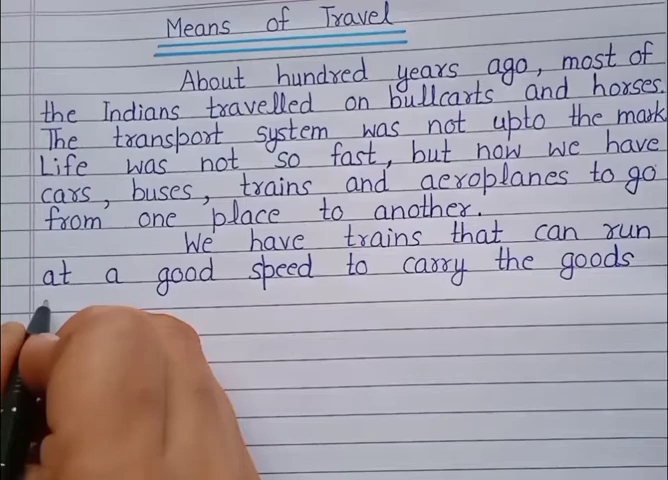 Means of Travel
About hundred years ago, most of
the Indians travelled on bullcarts and horses.
The transport system was not upto the mark.
Life was not so fast, but now we have
cars, buses, trains and aeroplanes to go
from one place to another.
We have trains that can run
at a good speed to carry the goods